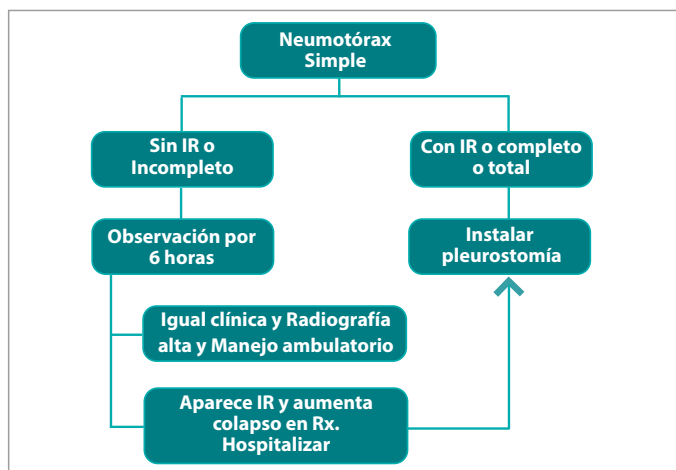 Neumotórax
Simple
Sin IR o
Incompleto
Con IR o completo
o total
Observación por
6 horas
Instalar
pleurostomía
Igual clínica y Radiografía
alta y Manejo ambulatorio
Aparece IR y aumenta
colapso en Rx.
Hospitalizar